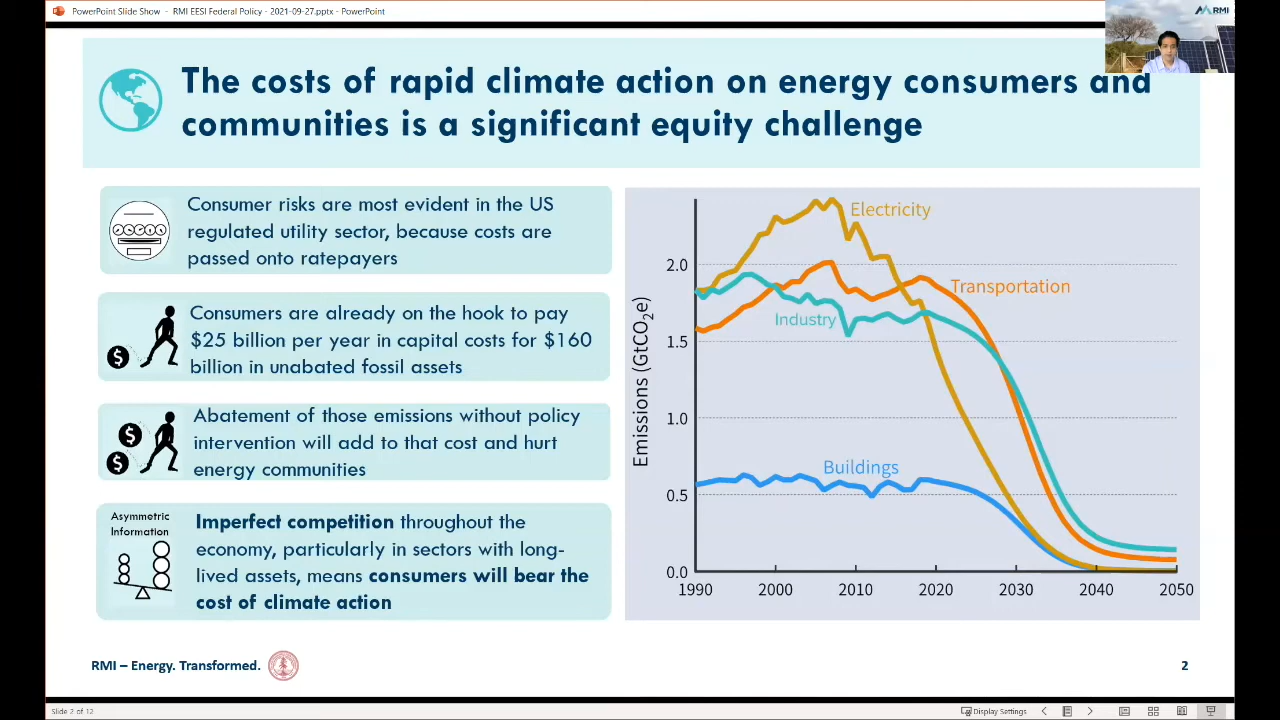 PowerPoint Slide Show - RMI EESI Federal Policy - 2021-09-27.pptx - PowerPoint
RMI
The costs of rapid climate action on energy consumers and
communities is a significant equity challenge
Consumer risks are most evident in the US
regulated utility sector, because costs are
passed onto ratepayers
$
Consumers are already on the hook to pay
$25 billion per year in capital costs for $160
billion in unabated fossil assets
$
$
Abatement of those emissions without policy
intervention will add to that cost and hurt
energy communities
Asymmetric
Information
Imperfect competition throughout the
economy, particularly in sectors with long-
lived assets, means consumers will bear the
cost of climate action
Emissions (GtCO2e)
2.0
1.5
1.0
0.5
0.0
Electricity
Transportation
Industry
Buildings
1990 2000 2010 2020 2030 2040 2050
RMI – Energy. Transformed.
2
Slide 2 of 12
Display Settings